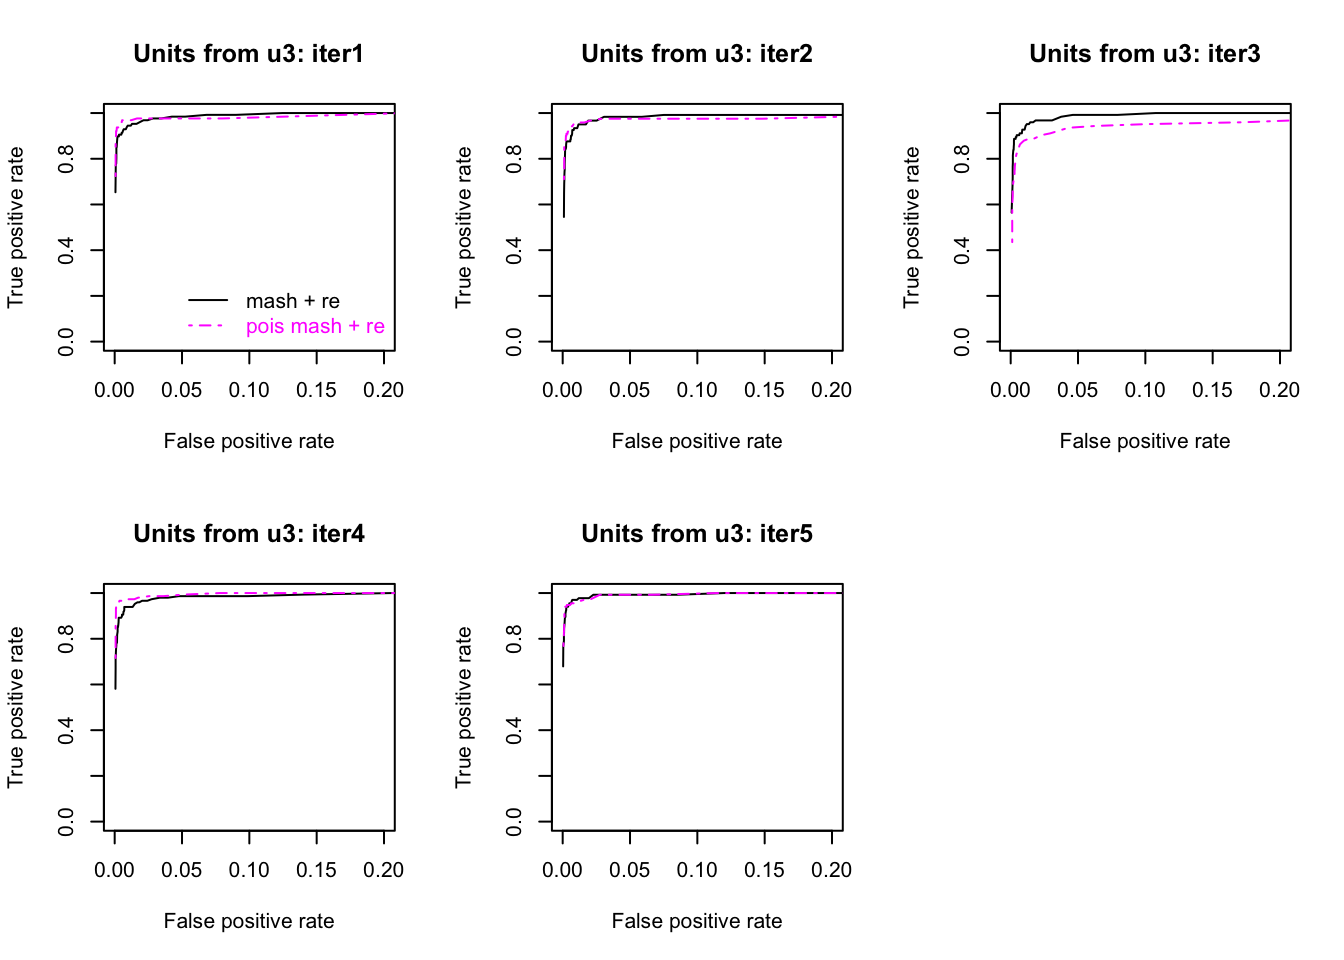 Units from u3: iter1
True positive rate
0.0 0.4 0.8
mash + re
pois mash + re
0.00 0.05 0.10 0.15 0.20
False positive rate
Units from u3: iter2
True positive rate
0.0 0.4 0.8
0.00 0.05 0.10 0.15 0.20
False positive rate
Units from u3: iter3
True positive rate
0.0 0.4 0.8
0.00 0.05 0.10 0.15 0.20
False positive rate
Units from u3: iter4
True positive rate
0.0 0.4 0.8
0.00 0.05 0.10 0.15 0.20
False positive rate
Units from u3: iter5
True positive rate
0.0 0.4 0.8
0.00 0.05 0.10 0.15 0.20
False positive rate